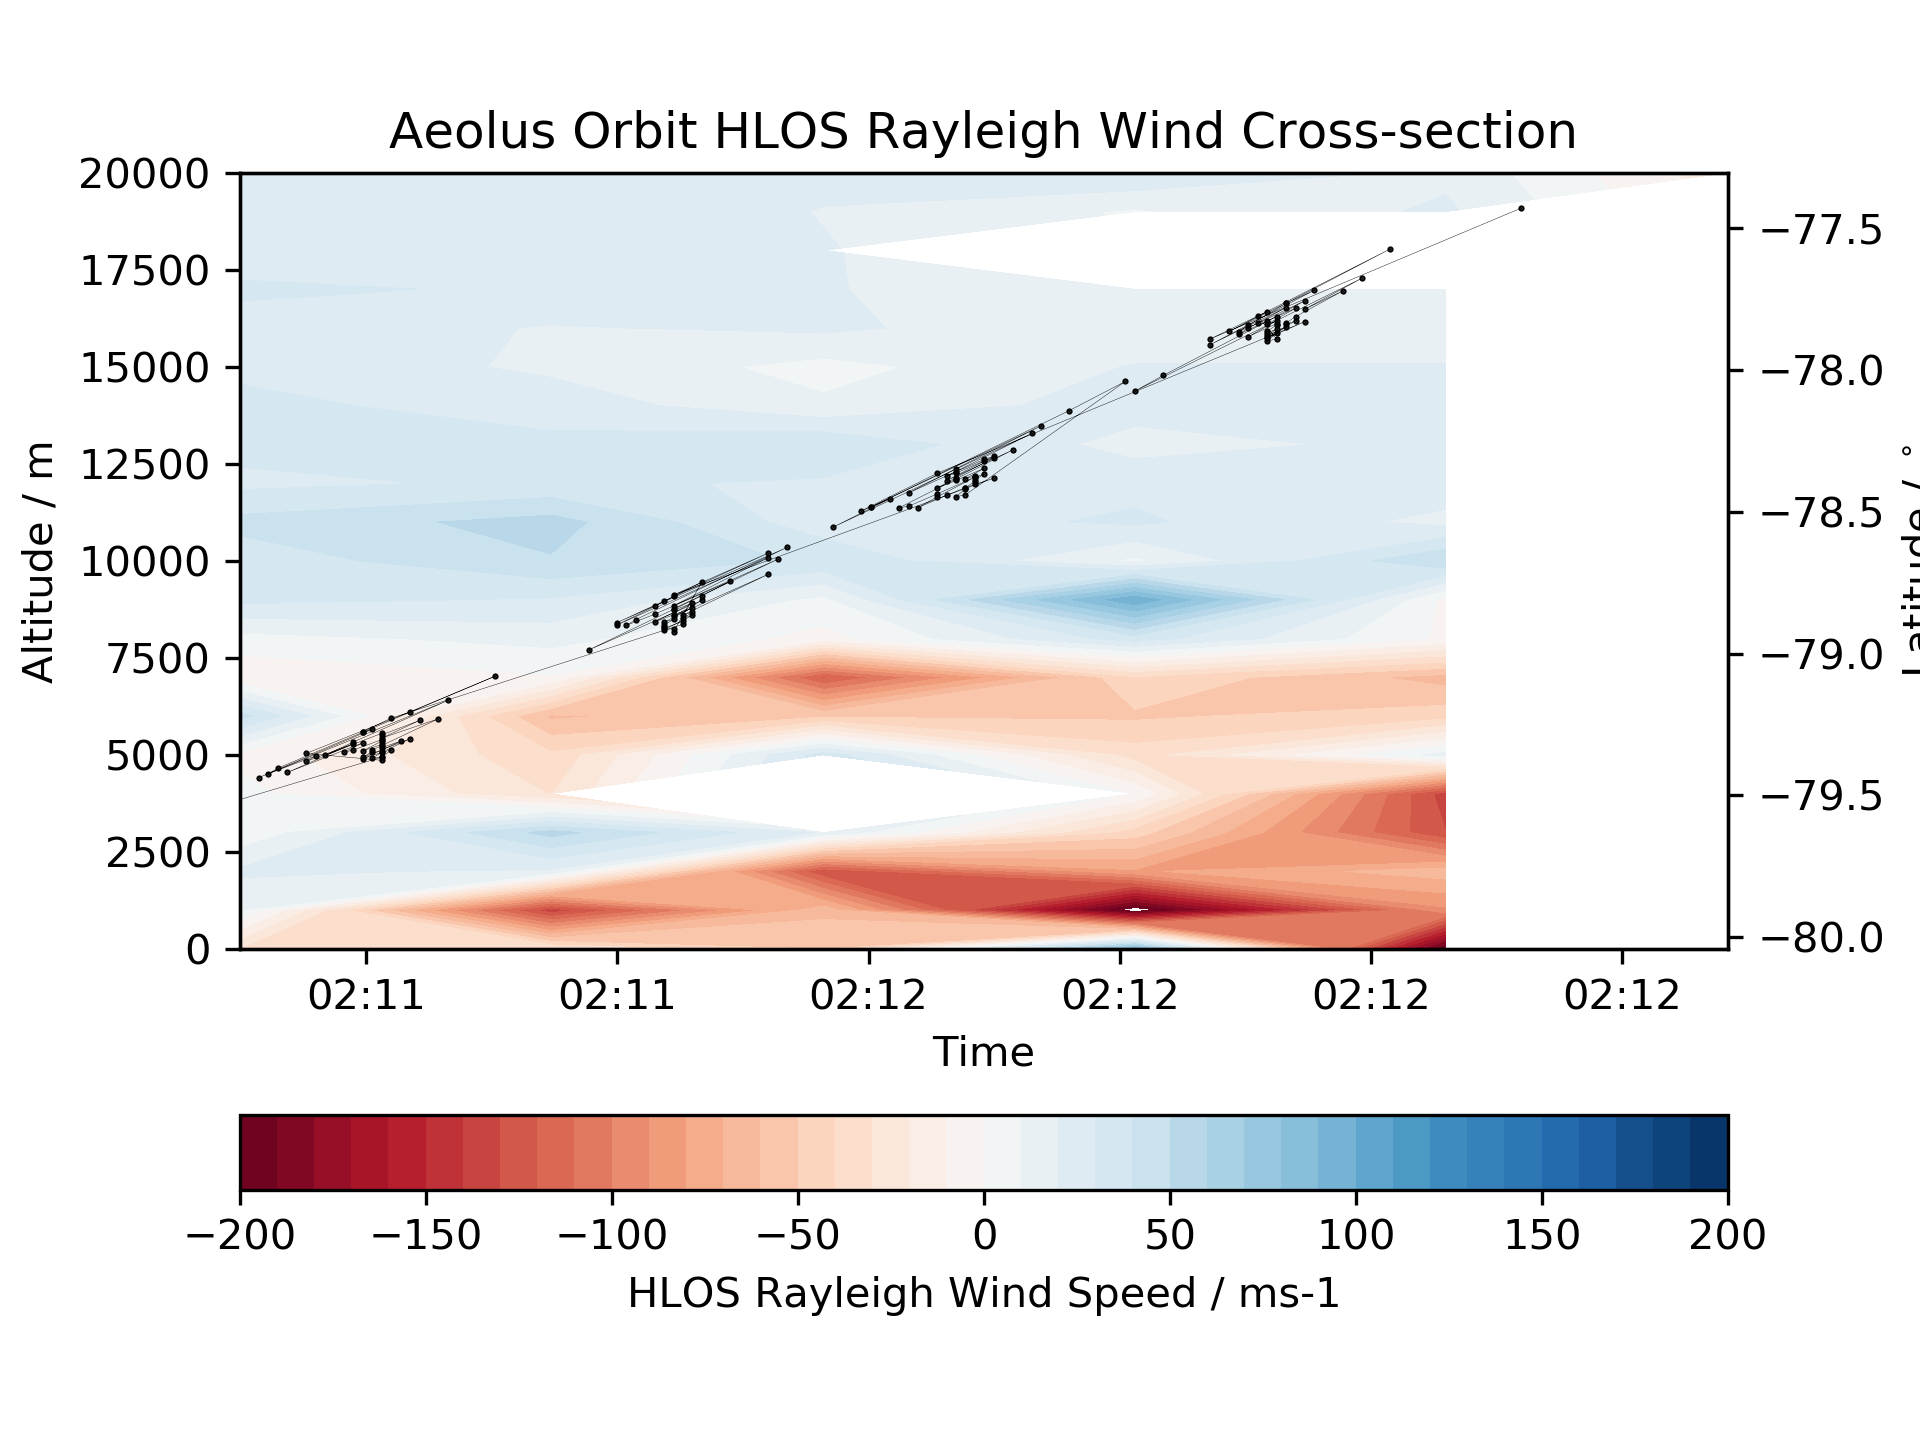 Aeolus Orbit HLOS Rayleigh Wind Cross-section
20000
17500
15000
12500
10000
7500
5000
2500
0
Altitude / m
−77.5
−78.0
−78.5
−79.0
−79.5
−80.0
Latitude / °
02:11 02:11 02:12 02:12 02:12 02:12
Time
−200 −150 −100 −50 0 50 100 150 200
HLOS Rayleigh Wind Speed / ms-1